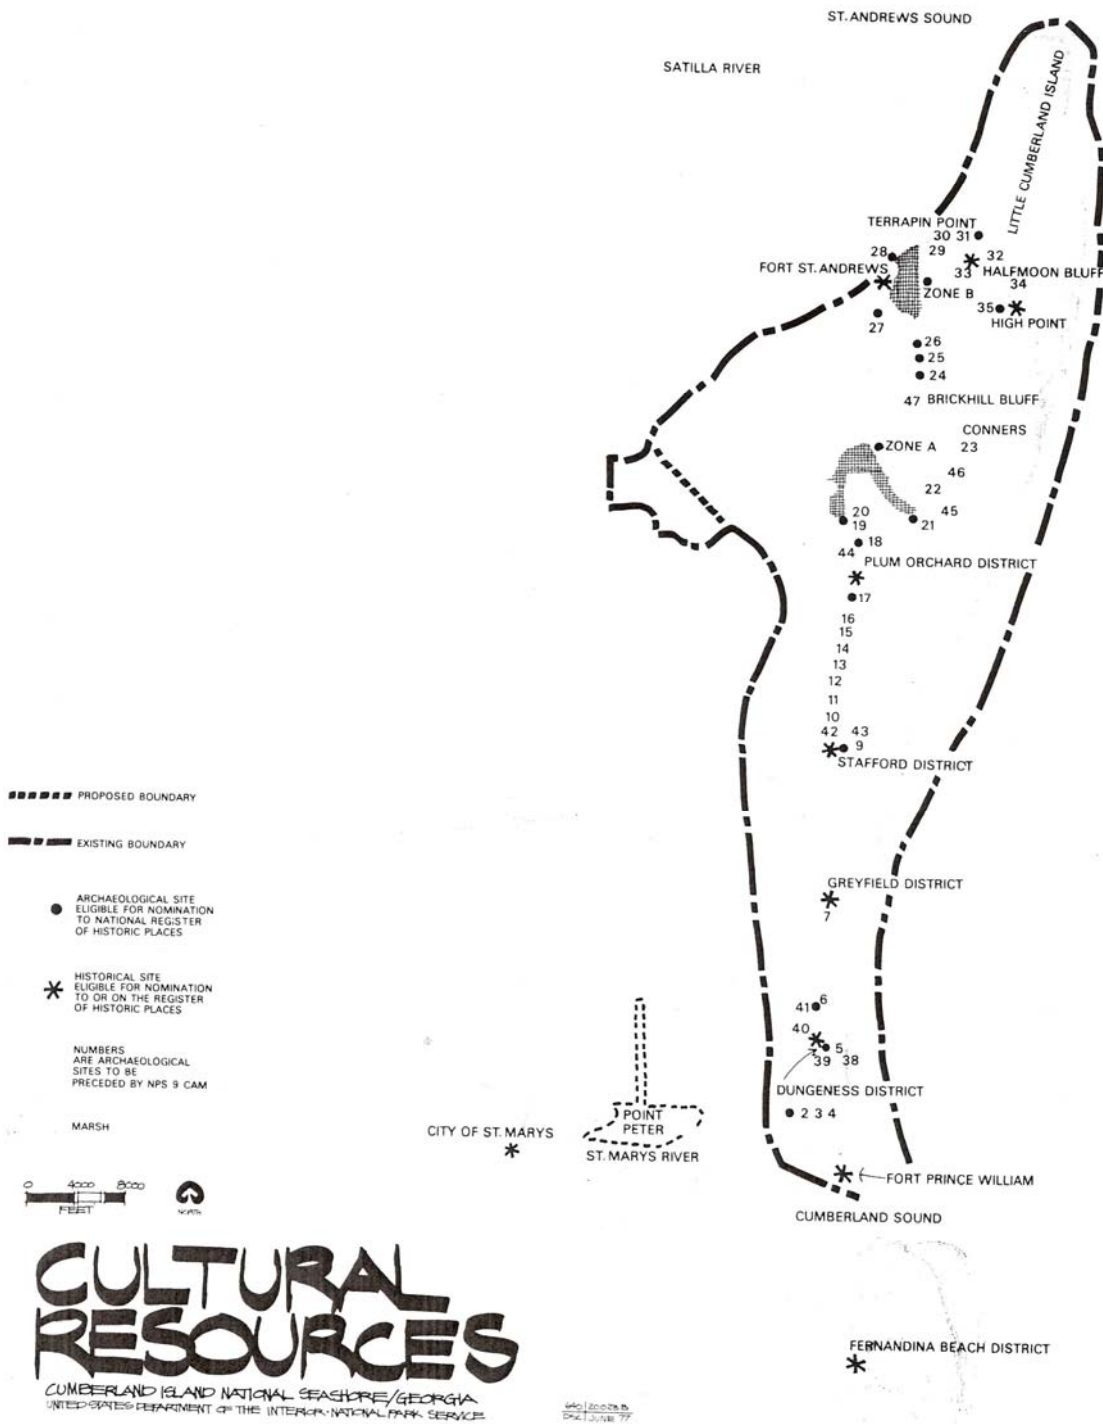 ST. ANDREWS SOUND
SATILLA RIVER
LITTLE CUMBERLAND ISLAND
TERRAPIN POINT
30 31
28 29 32
FORT ST. ANDREWS 33 HALFMOON BLUFF
34
ZONE B
35
27 HIGH POINT
26
25
24
47 BRICKHILL BLUFF
CONNERS
ZONE A 23
46
22
20 45
19 21
18
44
PLUM ORCHARD DISTRICT
17
16
15
14
13
12
11
10
42 43
9
STAFFORD DISTRICT
PROPOSED BOUNDARY
EXISTING BOUNDARY
GREYFIELD DISTRICT
7
ARCHAEOLOGICAL SITE
ELIGIBLE FOR NOMINATION
TO NATIONAL REGISTER
OF HISTORIC PLACES
HISTORICAL SITE
ELIGIBLE FOR NOMINATION
TO OR ON THE REGISTER
OF HISTORIC PLACES
NUMBERS
ARE ARCHAEOLOGICAL
SITES TO BE
PRECEDED BY NPS 9 CAM
MARSH
6
41
40
5
39 38
DUNGENESS DISTRICT
2 3 4
POINT
PETER
CITY OF ST. MARYS
ST. MARYS RIVER
FORT PRINCE WILLIAM
CUMBERLAND SOUND
0 4000 8000
FEET
NORTH
CULTURAL
RESOURCES
CUMBERLAND ISLAND NATIONAL SEASHORE/GEORGIA
UNITED STATES DEPARTMENT OF THE INTERIOR · NATIONAL PARK SERVICE
FERNANDINA BEACH DISTRICT
DSC JUNE 77